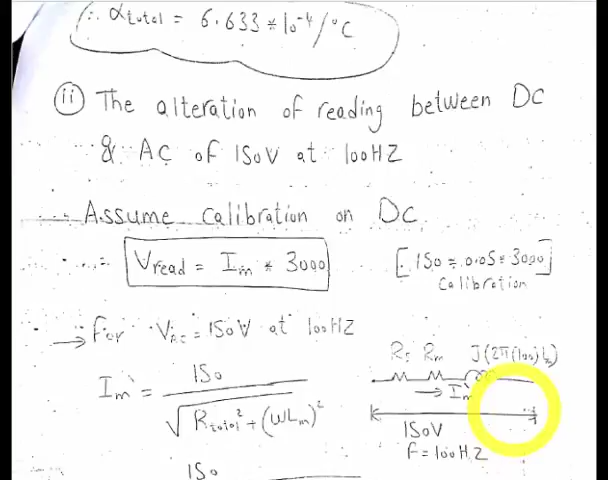 ∴ αtotal = 6.633 * 10⁻⁴/°C
(ii) The alteration of reading between DC
& AC of 150V at 100HZ
Assume calibration on DC
∴ Vread = Im * 3000
[150 = 0.05 * 3000]
Calibration
→ For VAC = 150V at 100HZ
Rs Rm J(2π(100)Lm)
Im' = 150 / √(Rtotal² + (WLm)²)
→ Im'
150V
f = 100HZ
150